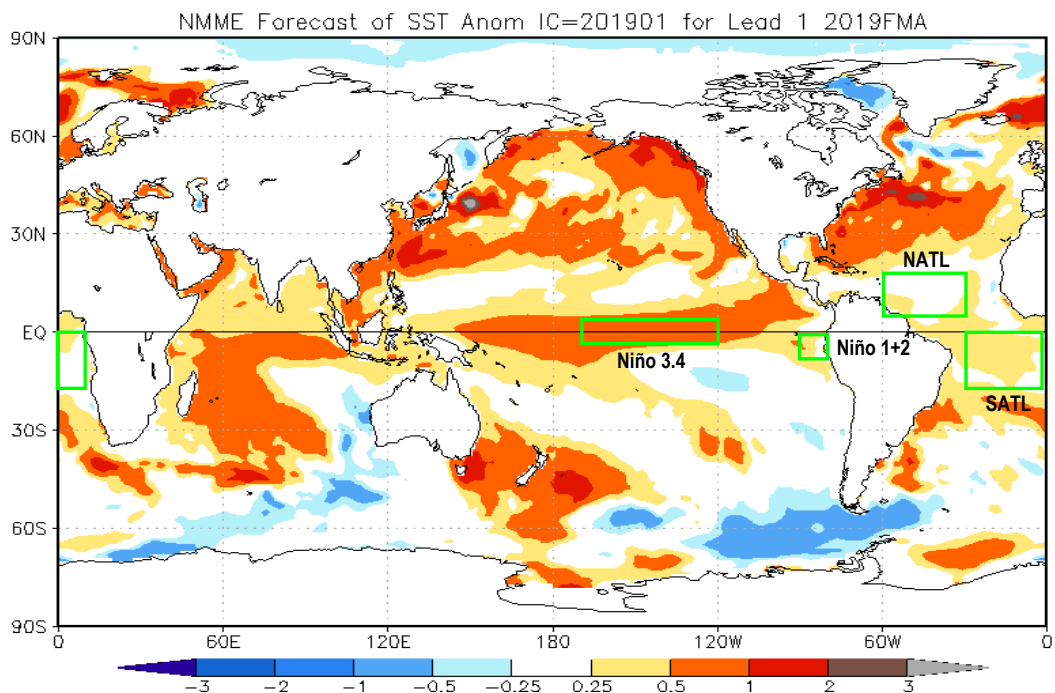 NMME Forecast of SST Anom IC=201901 for Lead 1 2019FMA
90N
60N
30N
EQ
30S
60S
90S
NATL
Niño 3.4
Niño 1+2
SATL
0 60E 120E 180 120W 60W 0
-3 -2 -1 -0.5 -0.25 0.25 0.5 1 2 3